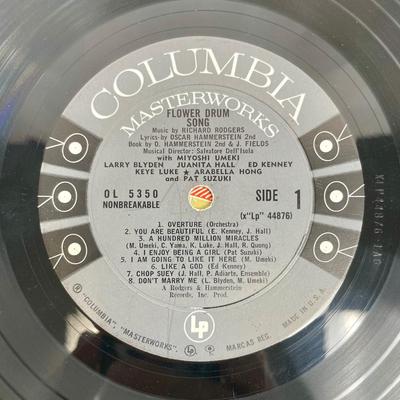 COLUMBIA
MASTERWORKS
FLOWER DRUM
SONG
Music by RICHARD RODGERS
Lyrics by OSCAR HAMMERSTEIN 2nd
Book by O. HAMMERSTEIN 2nd & J. FIELDS
Musical Director: Salvatore Dell'Isola
with MIYOSHI UMEKI
LARRY BLYDEN JUANITA HALL ED KENNEY
KEYE LUKE ★ ARABELLA HONG
and PAT SUZUKI
OL 5350
NONBREAKABLE
SIDE 1
(x"Lp" 44876)
1. OVERTURE (Orchestra)
2. YOU ARE BEAUTIFUL (E. Kenney, J. Hall)
3. A HUNDRED MILLION MIRACLES
(M. Umeki, C. Yama, K. Luke, J. Hall, R. Quong)
4. I ENJOY BEING A GIRL (Pat Suzuki)
5. I AM GOING TO LIKE IT HERE (M. Umeki)
6. LIKE A GOD (Ed Kenney)
7. CHOP SUEY (J. Hall, P. Adiarte, Ensemble)
8. DON'T MARRY ME (L. Blyden, M. Umeki)
A Rodgers & Hammerstein
Records, Inc. Prod.
Lp
® "COLUMBIA", "MASTERWORKS", MARCAS REG. MADE IN U.S.A.